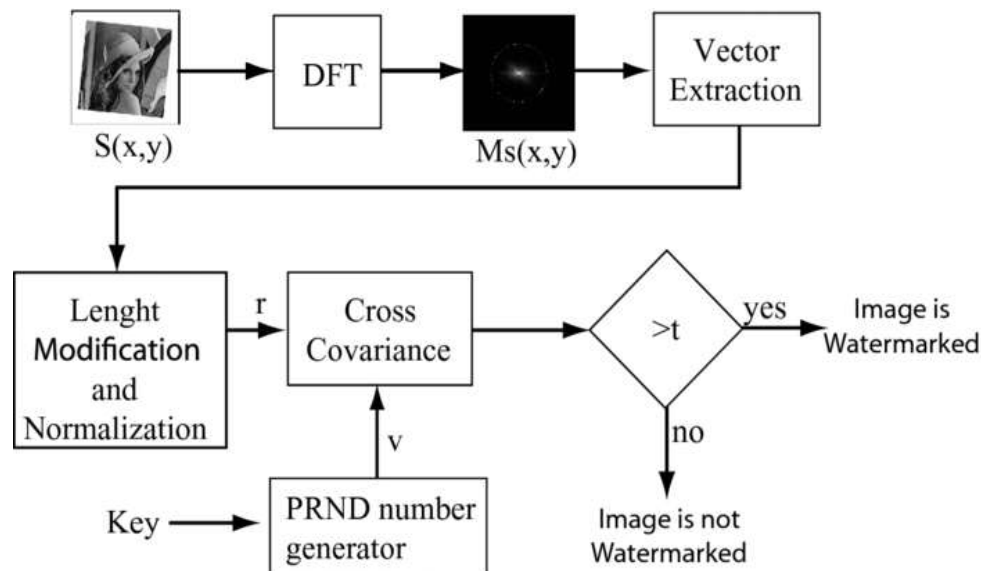 S(x,y)
DFT
Ms(x,y)
Vector
Extraction
Lenght
Modification
and
Normalization
r
Cross
Covariance
>t
yes
Image is
Watermarked
no
Image is not
Watermarked
v
Key
PRND number
generator